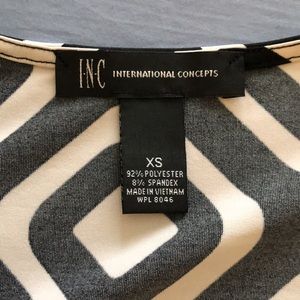 I.N.C INTERNATIONAL CONCEPTS
XS
92% POLYESTER
8% SPANDEX
MADE IN VIETNAM
WPL 8046